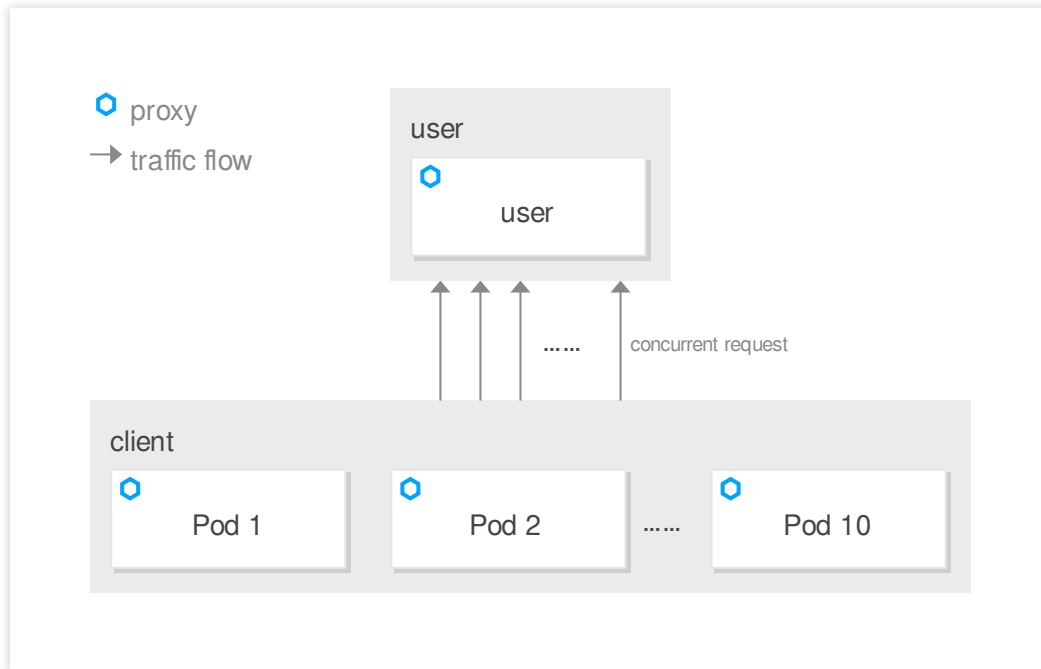 proxy
traffic flow
user
user
...... concurrent request
client
Pod 1 Pod 2 ...... Pod 10